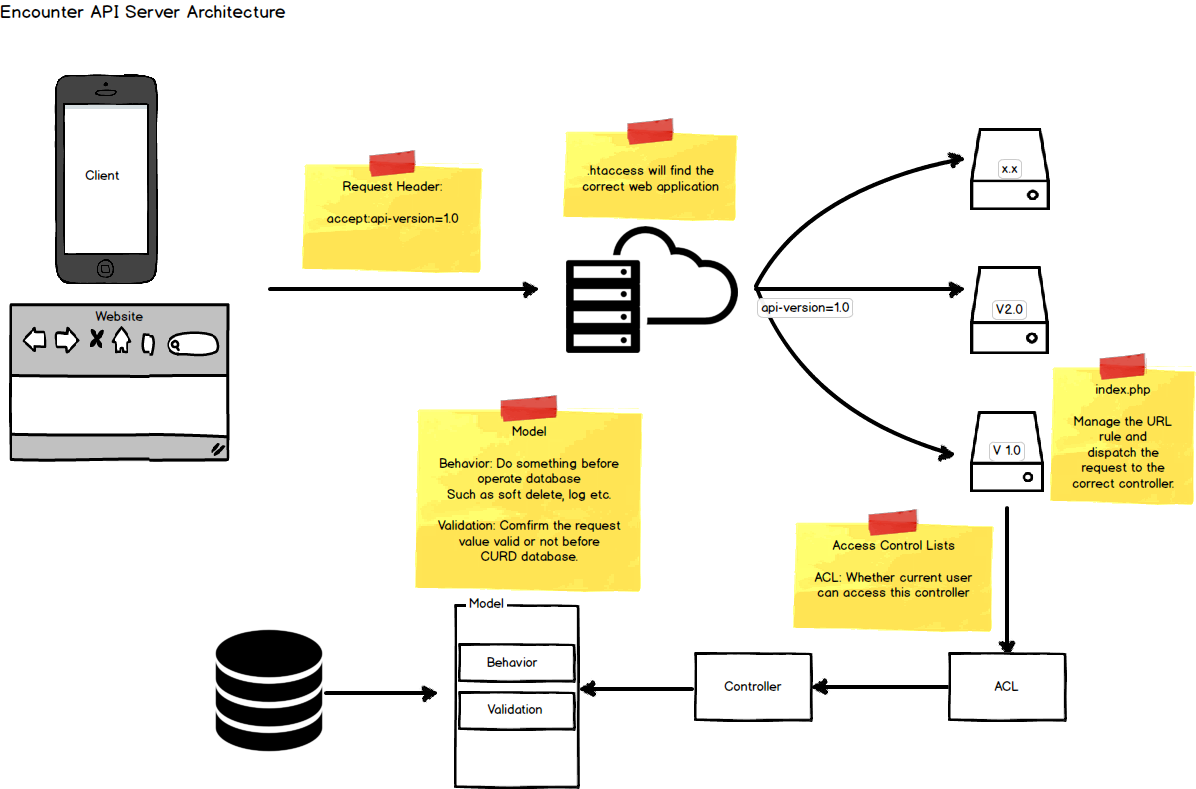 Encounter API Server Architecture
Client
Website
Request Header:
accept:api-version=1.0
.htaccess will find the
correct web application
x.x
V2.0
api-version=1.0
V 1.0
index.php
Manage the URL
rule and
dispatch the
request to the
correct controller.
Model
Behavior: Do something before
operate database
Such as soft delete, log etc.
Validation: Comfirm the request
value valid or not before
CURD database.
Access Control Lists
ACL: Whether current user
can access this controller
Model
Behavior
Validation
Controller
ACL